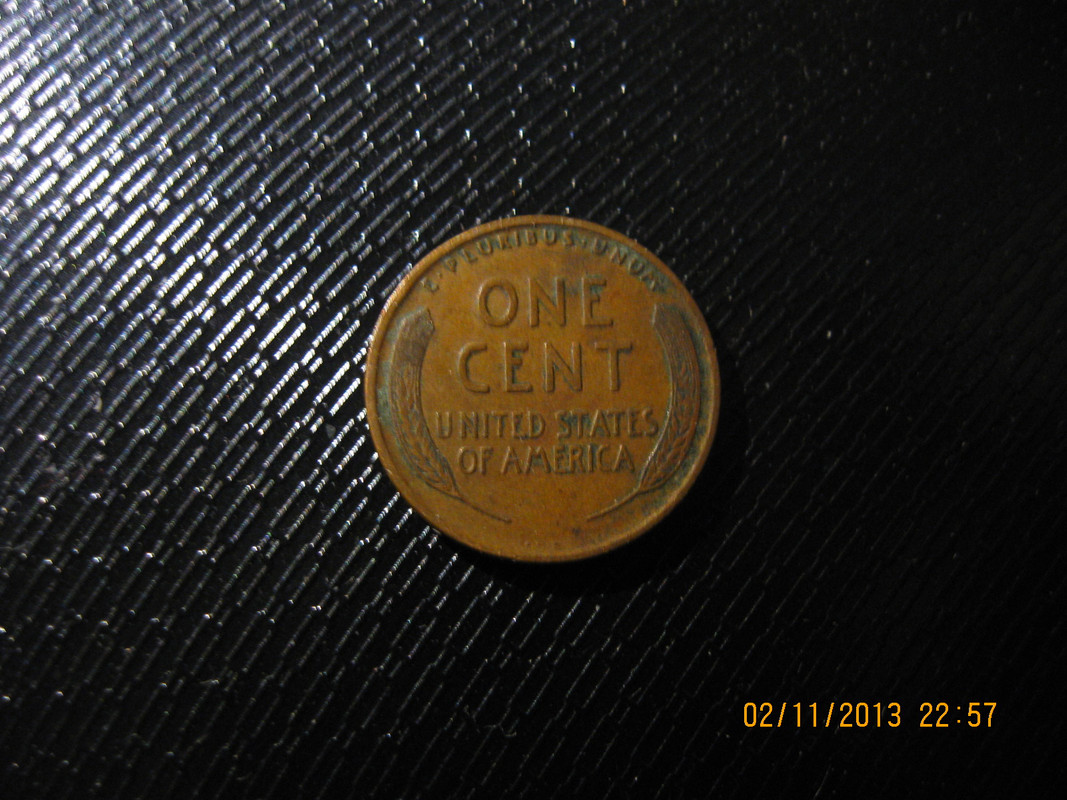 E·PLURIBUS·UNUM
ONE
CENT
UNITED STATES
OF AMERICA
02/11/2013 22:57